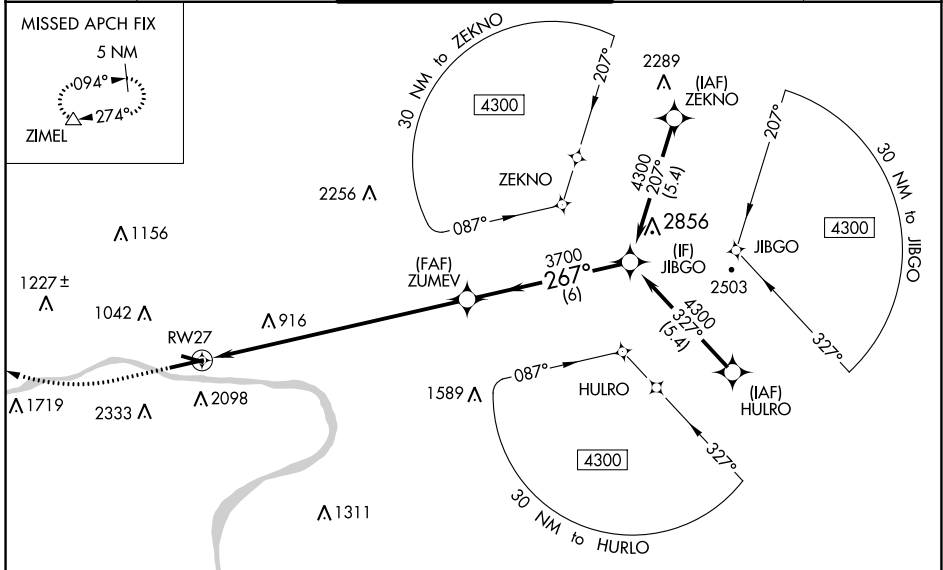 MISSED APCH FIX
5 NM
094°
274°
ZIMEL
30 NM to ZEKNO
4300
207°
ZEKNO
087°
2289
(IAF)
ZEKNO
4300
207°
(5.4)
2856
(IF)
JIBGO
207°
30 NM to JIBGO
4300
JIBGO
2503
327°
2256
1156
1227±
1042
916
(FAF)
ZUMEV
3700
267°
(6)
RW27
4300
327°
(5.4)
(IAF)
HULRO
1719
2333
2098
1589
087°
HULRO
327°
4300
30 NM to HURLO
1311